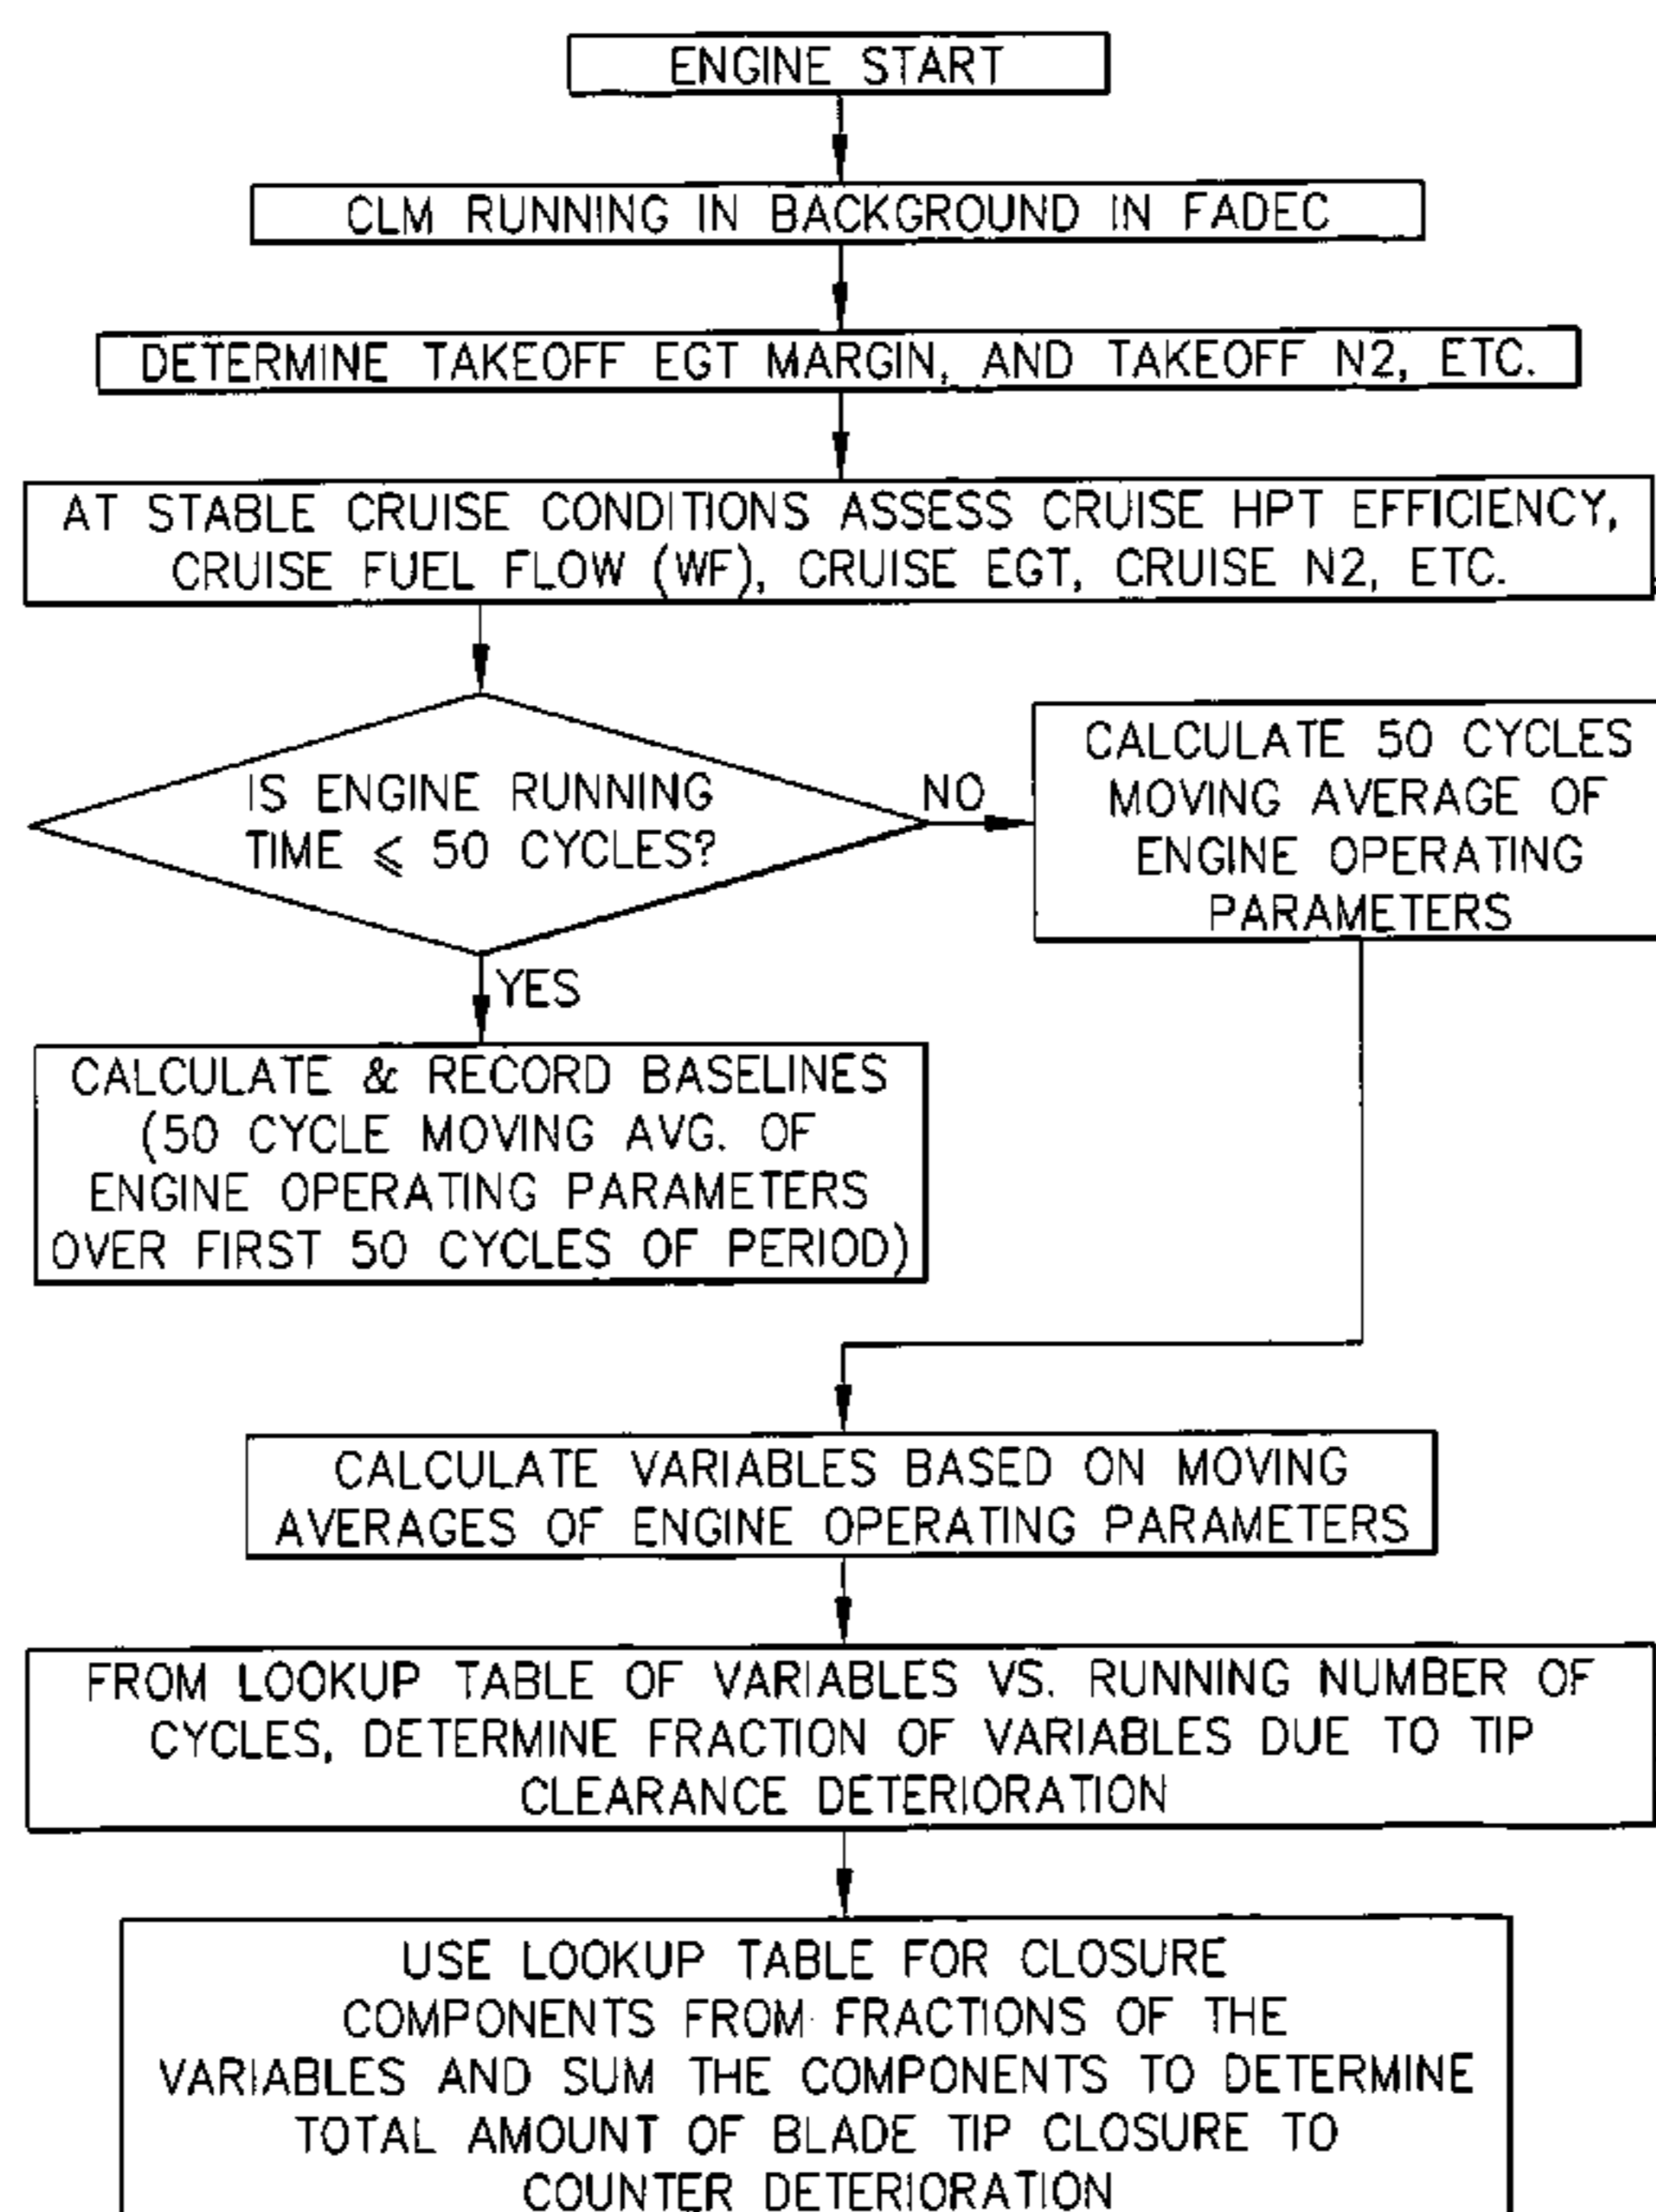 ENGINE START
CLM RUNNING IN BACKGROUND IN FADEC
DETERMINE TAKEOFF EGT MARGIN, AND TAKEOFF N2, ETC.
AT STABLE CRUISE CONDITIONS ASSESS CRUISE HPT EFFICIENCY,
CRUISE FUEL FLOW (WF), CRUISE EGT, CRUISE N2, ETC.
IS ENGINE RUNNING
TIME ⩽ 50 CYCLES?
NO
CALCULATE 50 CYCLES
MOVING AVERAGE OF
ENGINE OPERATING
PARAMETERS
YES
CALCULATE & RECORD BASELINES
(50 CYCLE MOVING AVG. OF
ENGINE OPERATING PARAMETERS
OVER FIRST 50 CYCLES OF PERIOD)
CALCULATE VARIABLES BASED ON MOVING
AVERAGES OF ENGINE OPERATING PARAMETERS
FROM LOOKUP TABLE OF VARIABLES VS. RUNNING NUMBER OF
CYCLES, DETERMINE FRACTION OF VARIABLES DUE TO TIP
CLEARANCE DETERIORATION
USE LOOKUP TABLE FOR CLOSURE
COMPONENTS FROM FRACTIONS OF THE
VARIABLES AND SUM THE COMPONENTS TO DETERMINE
TOTAL AMOUNT OF BLADE TIP CLOSURE TO
COUNTER DETERIORATION